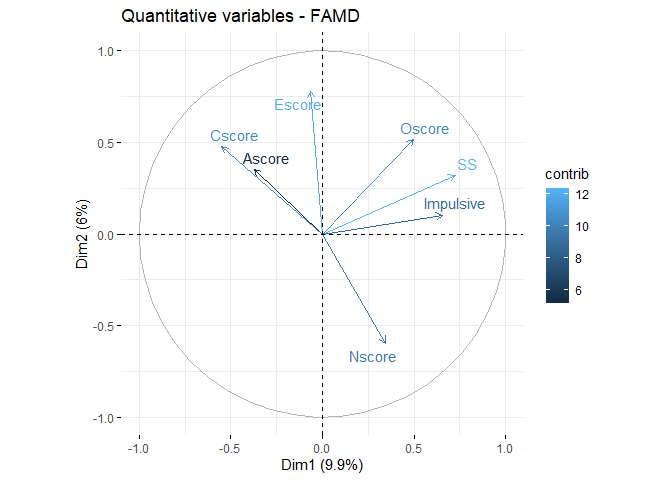 Quantitative variables - FAMD
1.0
0.5
0.0
-0.5
-1.0
Dim2 (6%)
Escore
Cscore
Ascore
Oscore
SS
Impulsive
Nscore
-1.0 -0.5 0.0 0.5 1.0
Dim1 (9.9%)
contrib
12
10
8
6